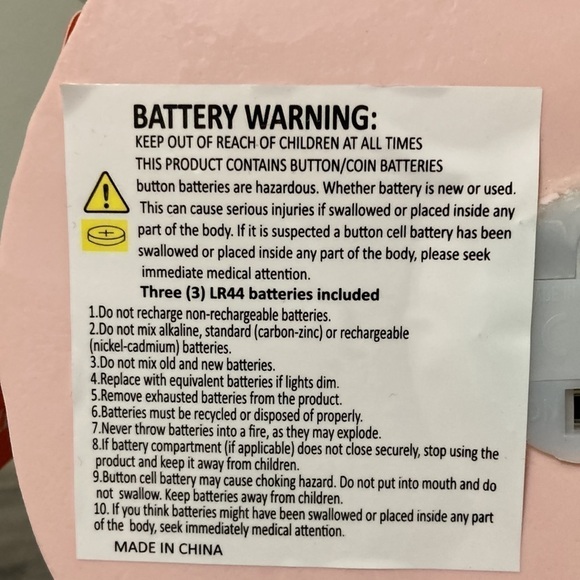 BATTERY WARNING:
KEEP OUT OF REACH OF CHILDREN AT ALL TIMES
THIS PRODUCT CONTAINS BUTTON/COIN BATTERIES
button batteries are hazardous. Whether battery is new or used.
This can cause serious injuries if swallowed or placed inside any
part of the body. If it is suspected a button cell battery has been
swallowed or placed inside any part of the body, please seek
immediate medical attention.
Three (3) LR44 batteries included
1.Do not recharge non-rechargeable batteries.
2.Do not mix alkaline, standard (carbon-zinc) or rechargeable
(nickel-cadmium) batteries.
3.Do not mix old and new batteries.
4.Replace with equivalent batteries if lights dim.
5.Remove exhausted batteries from the product.
6.Batteries must be recycled or disposed of properly.
7.Never throw batteries into a fire, as they may explode.
8.If battery compartment (if applicable) does not close securely, stop using the
product and keep it away from children.
9.Button cell battery may cause choking hazard. Do not put into mouth and do
not swallow. Keep batteries away from children.
10. If you think batteries might have been swallowed or placed inside any part
of the body, seek immediately medical attention.
MADE IN CHINA